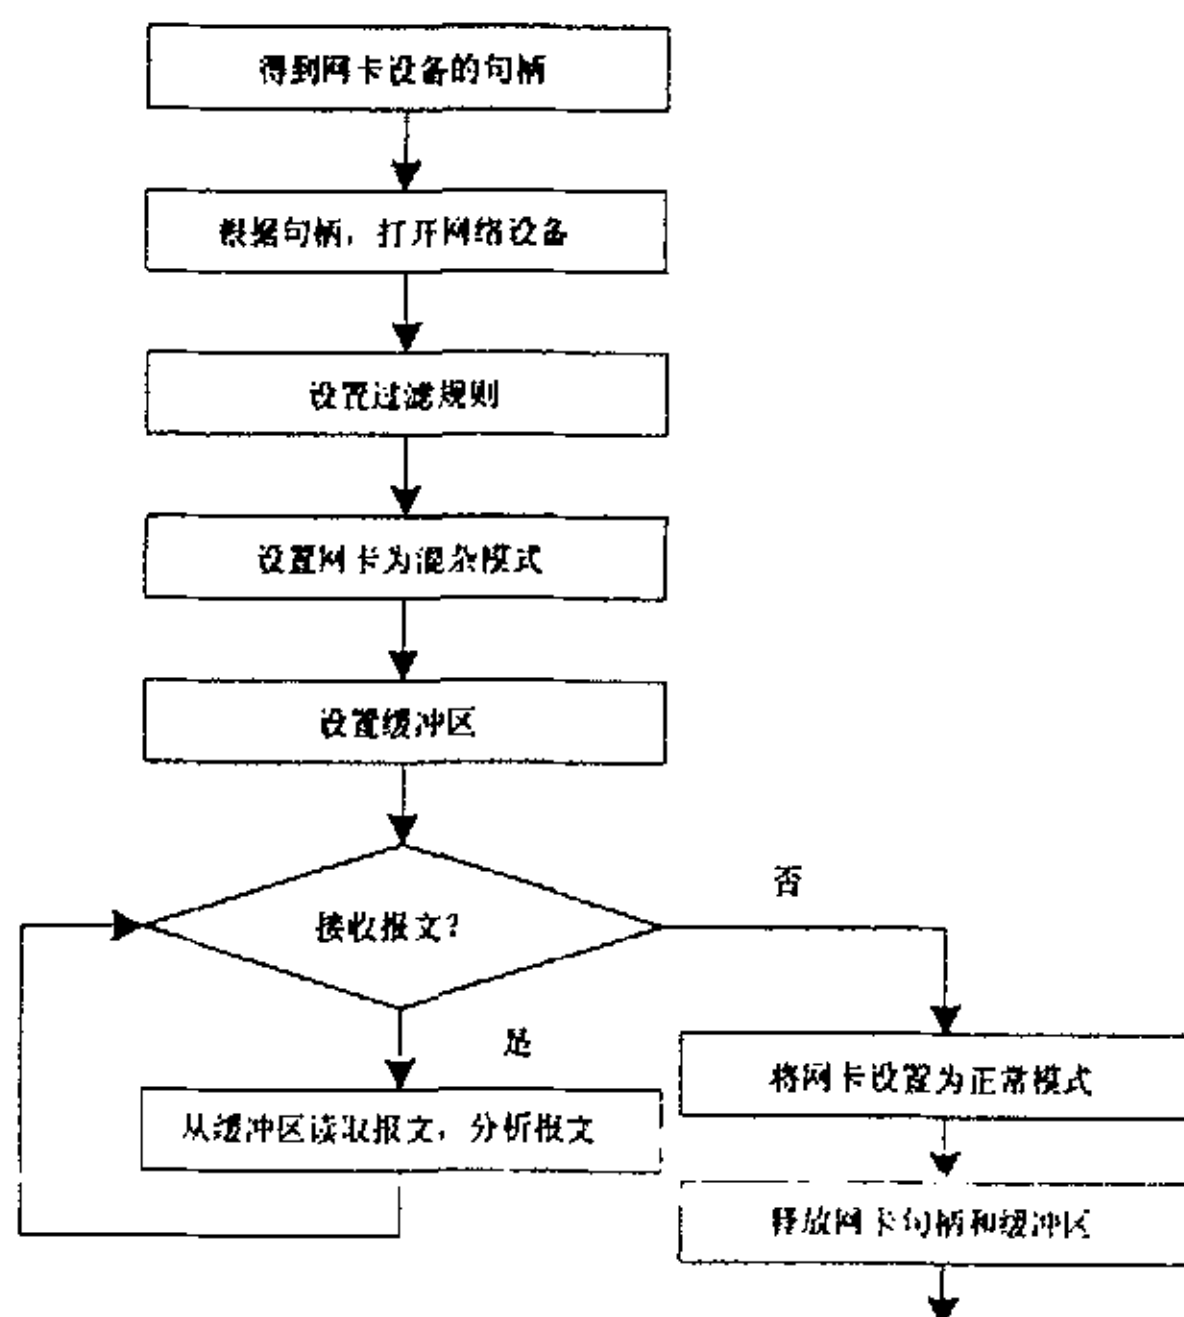 得到网卡设备的句柄
根据句柄，打开网络设备
设置过滤规则
设置网卡为混杂模式
设置缓冲区
接收报文？
否
是
从缓冲区读取报文，分析报文
将网卡设置为正常模式
释放网卡句柄和缓冲区